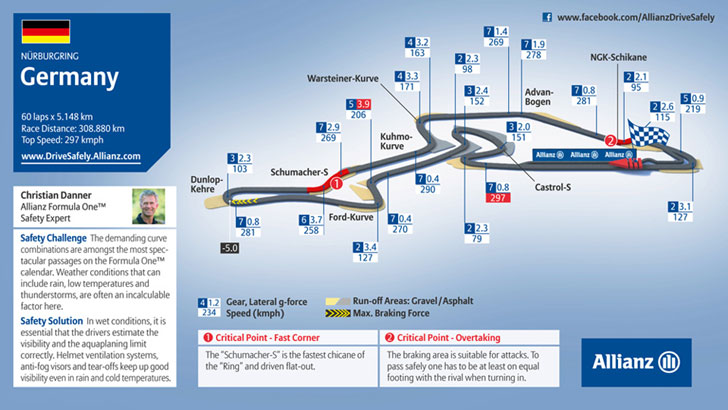 www.facebook.com/AllianzDriveSafely
NÜRBURGRING
Germany
60 laps x 5.148 km
Race Distance: 308.880 km
Top Speed: 297 kmph
www.DriveSafely.Allianz.com
Christian Danner
Allianz Formula One™
Safety Expert
Safety Challenge The demanding curve
combinations are amongst the most spec-
tacular passages on the Formula One™
calendar. Weather conditions that can
include rain, low temperatures and
thunderstorms, are often an incalculable
factor here.
Safety Solution In wet conditions, it is
essential that the drivers estimate the
visibility and the aquaplaning limit
correctly. Helmet ventilation systems,
anti-fog visors and tear-offs keep up good
visibility even in rain and cold temperatures.
4 3.2
163
7 1.4
269
7 1.9
278
2 2.3
98
NGK-Schikane
4 3.3
171
Warsteiner-Kurve
3 2.4
152
Advan-
Bogen
7 0.8
281
2 2.1
95
5 3.9
206
2 2.6
115
5 0.9
219
7 2.9
269
Kuhmo-
Kurve
3 2.0
151
2
3 2.3
103
Schumacher-S
1
Allianz
Allianz
Allianz
Dunlop-
Kehre
7 0.4
290
7 0.8
297
Castrol-S
7 0.8
281
6 3.7
258
Ford-Kurve
7 0.4
270
2 2.3
79
2 3.1
127
-5.0
2 3.4
127
4 1.2
234
Gear, Lateral g-force
Speed (kmph)
Run-off Areas: Gravel / Asphalt
Max. Braking Force
1 Critical Point - Fast Corner
The "Schumacher-S" is the fastest chicane of
the "Ring" and driven flat-out.
2 Critical Point - Overtaking
The braking area is suitable for attacks. To
pass safely one has to be at least on equal
footing with the rival when turning in.
Allianz